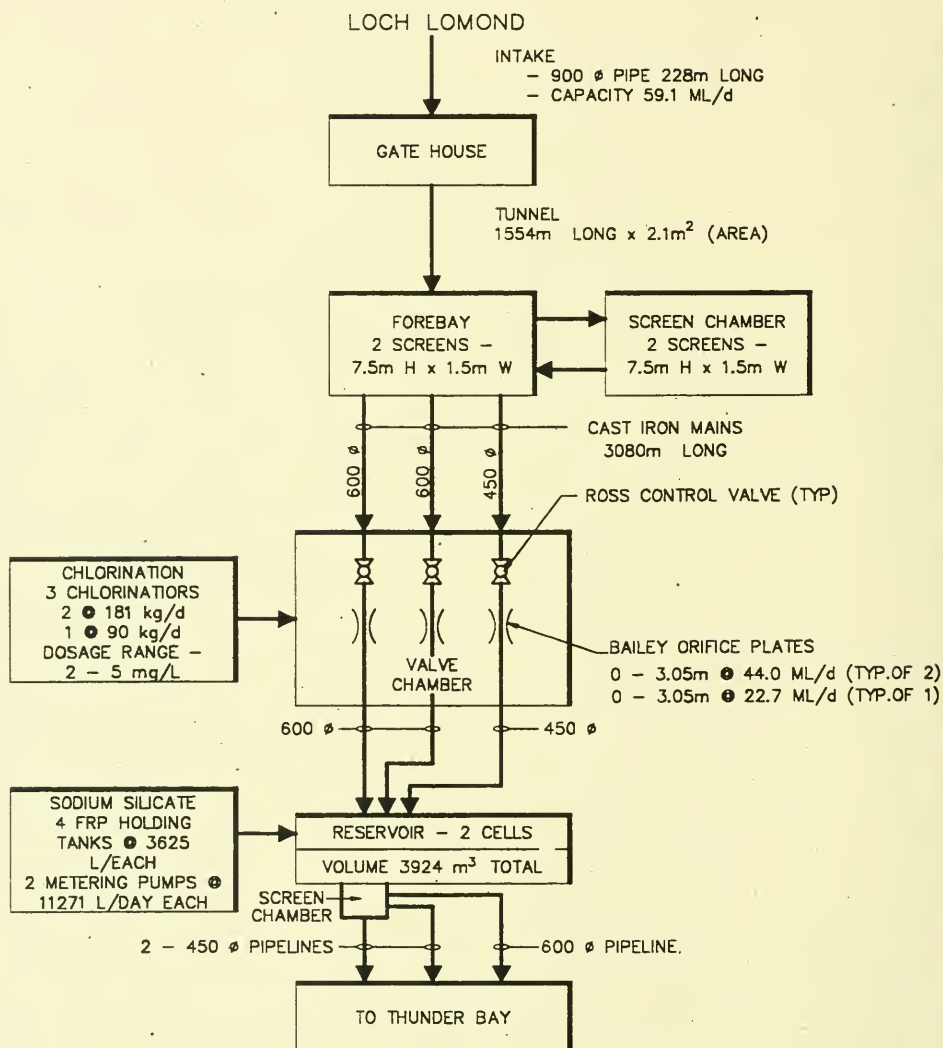 LOCH LOMOND
INTAKE
- 900 ø PIPE 228m LONG
- CAPACITY 59.1 ML/d
GATE HOUSE
TUNNEL
1554m LONG x 2.1m² (AREA)
FOREBAY
2 SCREENS -
7.5m H x 1.5m W
SCREEN CHAMBER
2 SCREENS -
7.5m H x 1.5m W
CAST IRON MAINS
3080m LONG
600 ø
600 ø
450 ø
ROSS CONTROL VALVE (TYP)
CHLORINATION
3 CHLORINATIORS
2 @ 181 kg/d
1 @ 90 kg/d
DOSAGE RANGE -
2 - 5 mg/L
VALVE
CHAMBER
BAILEY ORIFICE PLATES
0 - 3.05m @ 44.0 ML/d (TYP.OF 2)
0 - 3.05m @ 22.7 ML/d (TYP.OF 1)
600 ø
450 ø
SODIUM SILICATE
4 FRP HOLDING
TANKS @ 3625
L/EACH
2 METERING PUMPS @
11271 L/DAY EACH
RESERVOIR - 2 CELLS
VOLUME 3924 m³ TOTAL
SCREEN
CHAMBER
2 - 450 ø PIPELINES
600 ø PIPELINE.
TO THUNDER BAY